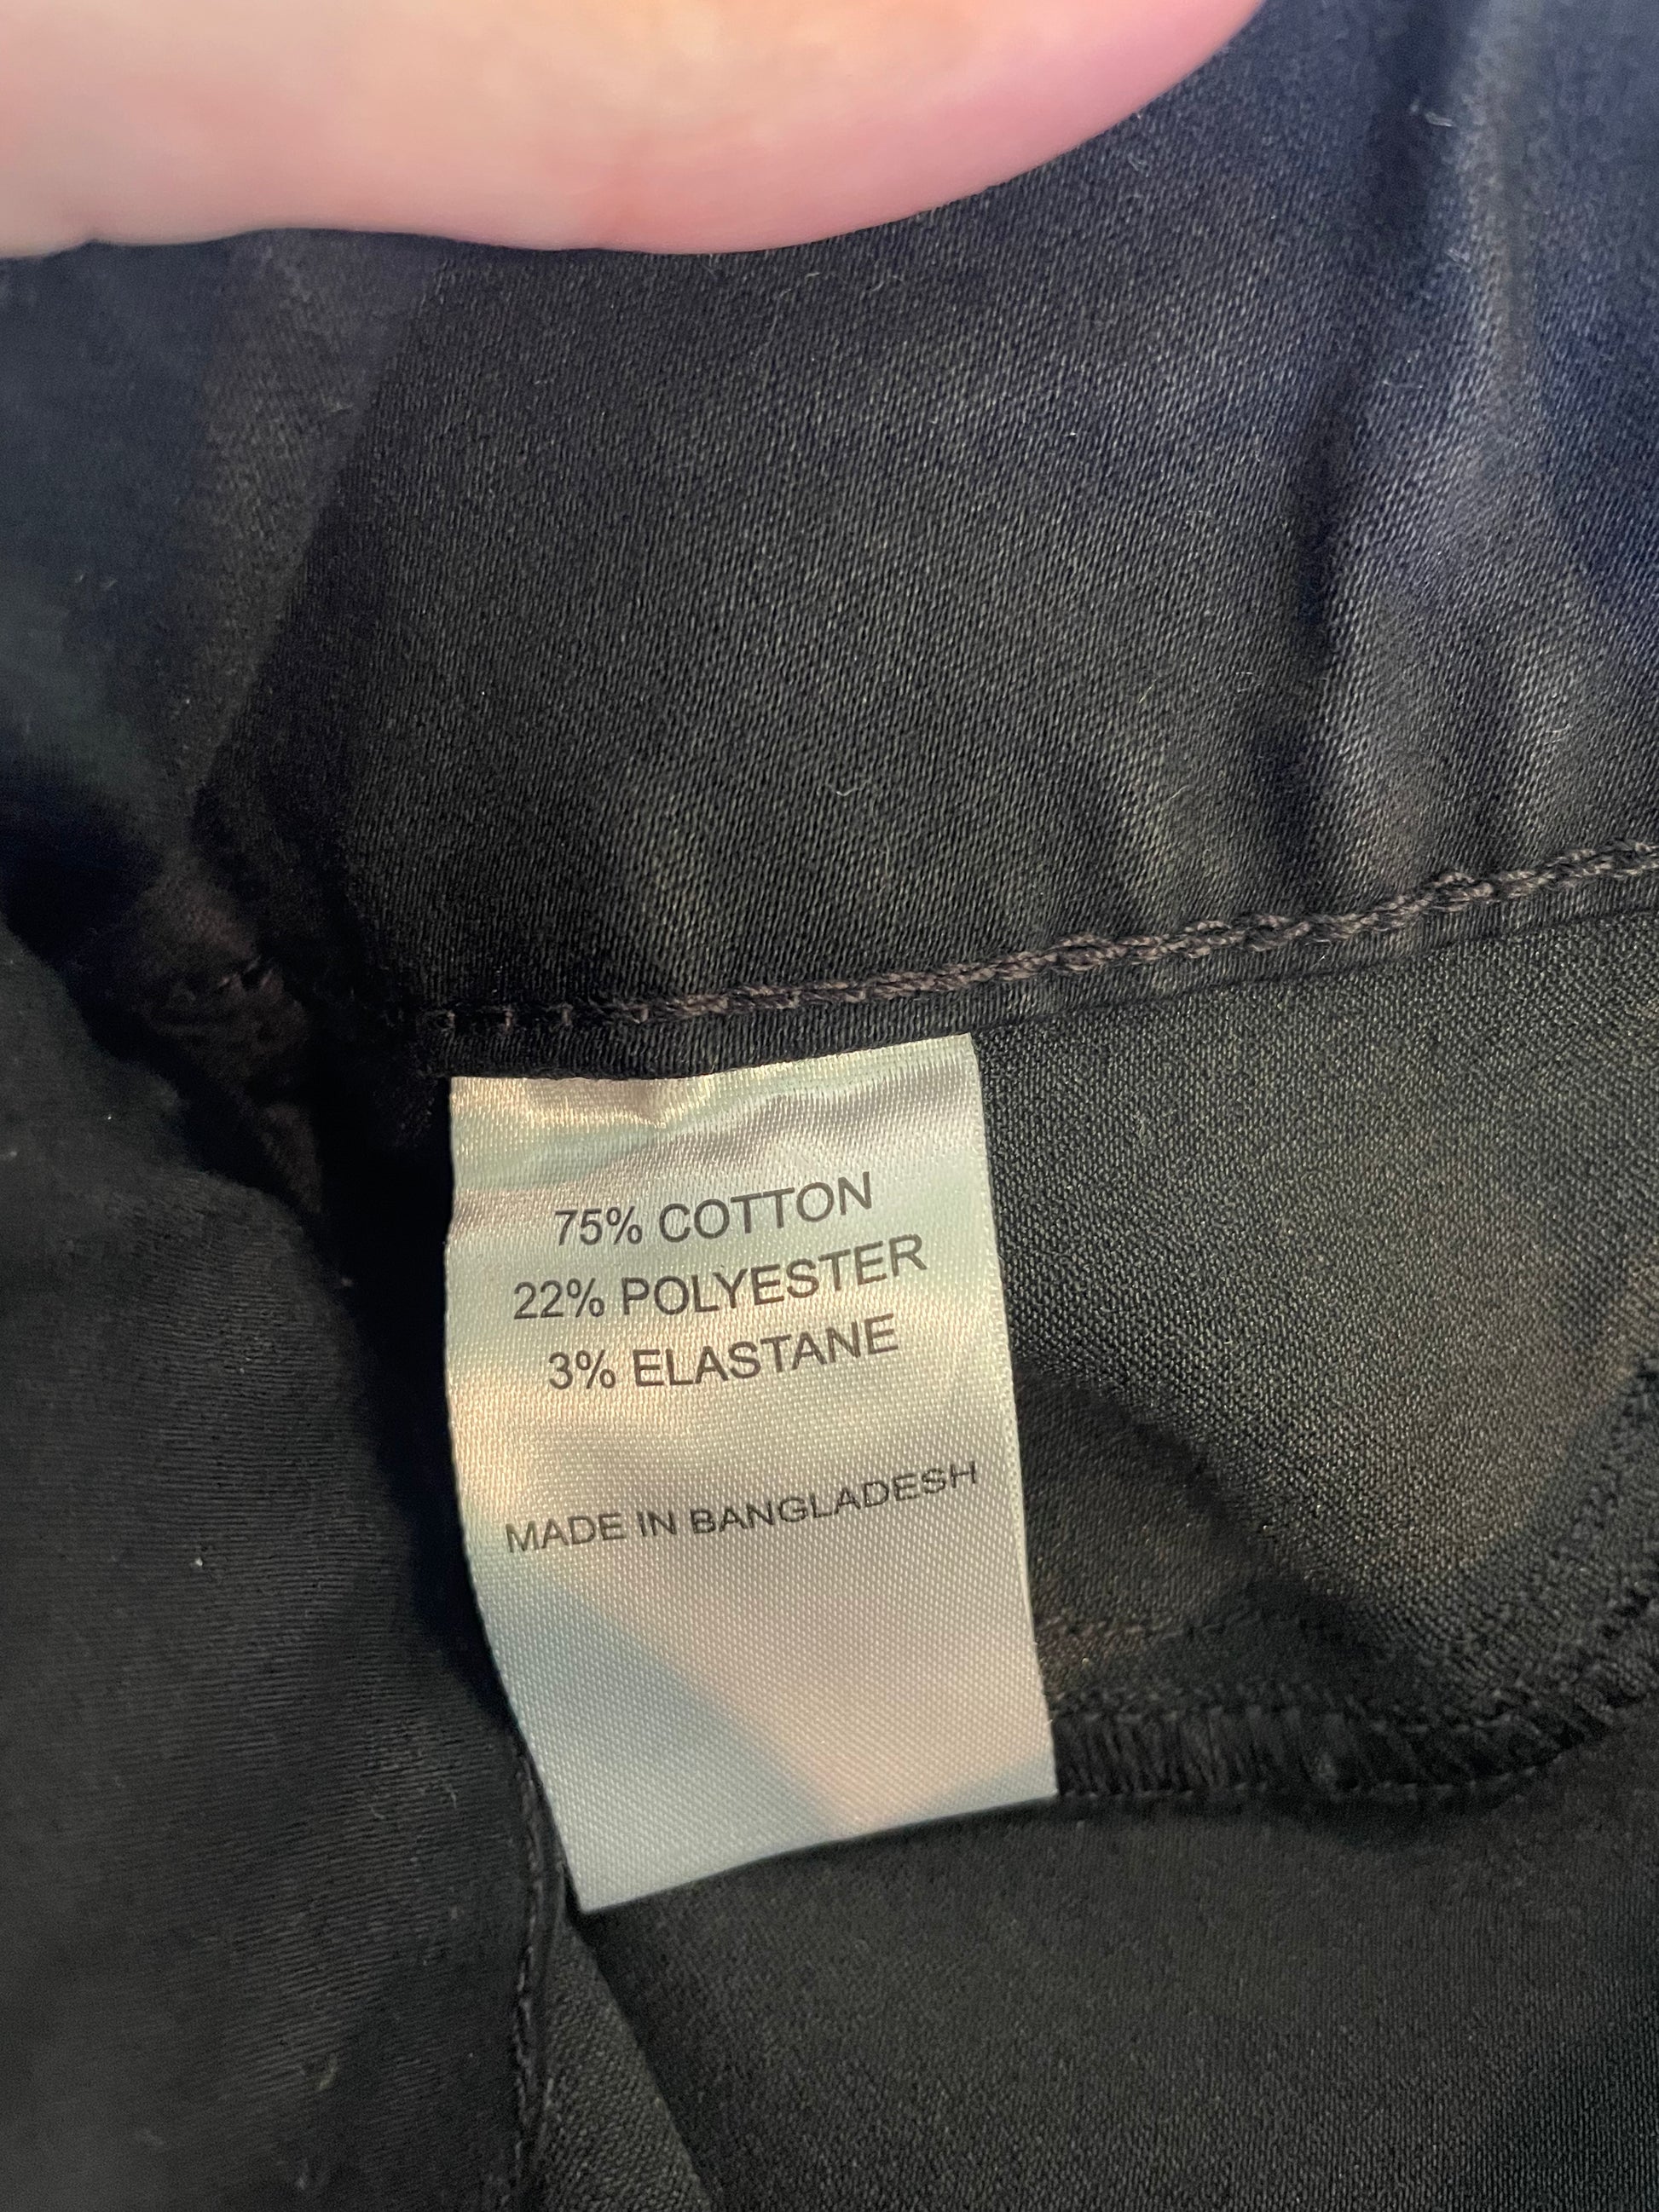 75% COTTON
22% POLYESTER
3% ELASTANE
MADE IN BANGLADESH